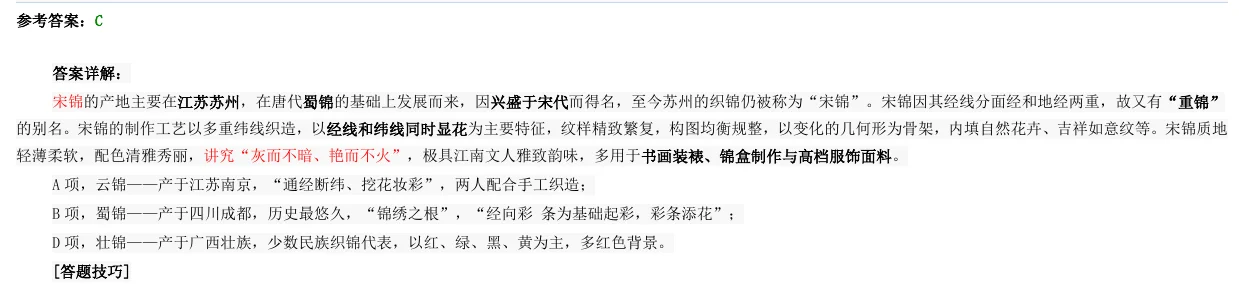 参考答案：C
答案详解：
宋锦的产地主要在江苏苏州，在唐代蜀锦的基础上发展而来，因兴盛于宋代而得名，至今苏州的织锦仍被称为“宋锦”。宋锦因其经线分面经和地经两重，故又有“重锦”
的别名。宋锦的制作工艺以多重纬线织造，以经线和纬线同时显花为主要特征，纹样精致繁复，构图均衡规整，以变化的几何形为骨架，内填自然花卉、吉祥如意纹等。宋锦质地
轻薄柔软，配色清雅秀丽，讲究“灰而不暗、艳而不火”，极具江南文人雅致韵味，多用于书画装裱、锦盒制作与高档服饰面料。
A 项，云锦——产于江苏南京，“通经断纬、挖花妆彩”，两人配合手工织造；
B 项，蜀锦——产于四川成都，历史最悠久，“锦绣之根”，“经向彩 条为基础起彩，彩条添花”；
D 项，壮锦——产于广西壮族，少数民族织锦代表，以红、绿、黑、黄为主，多红色背景。
[答题技巧]